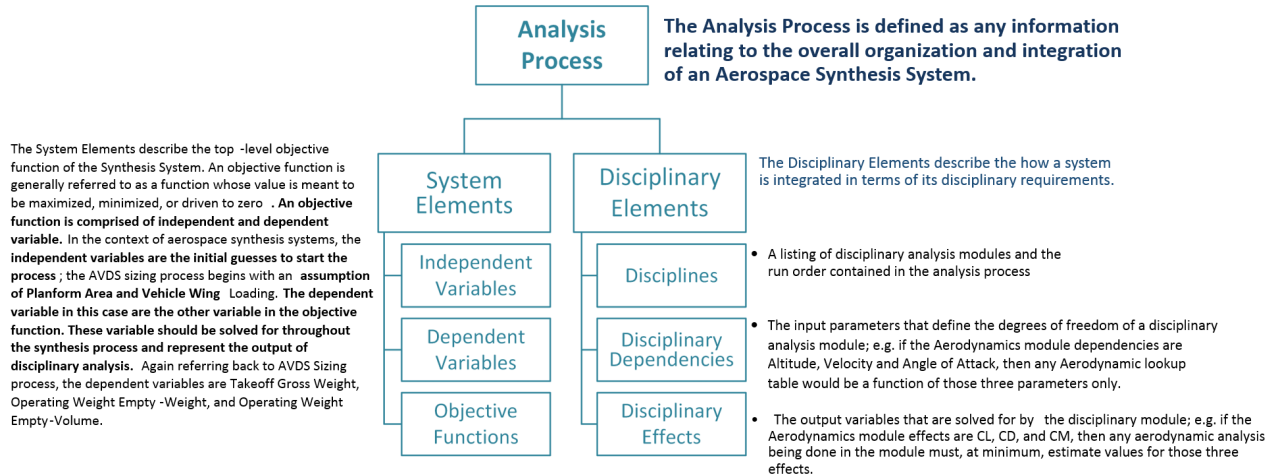 Analysis
Process
The Analysis Process is defined as any information
relating to the overall organization and integration
of an Aerospace Synthesis System.
The System Elements describe the top -level objective
function of the Synthesis System. An objective function is
generally referred to as a function whose value is meant to
be maximized, minimized, or driven to zero . An objective
function is comprised of independent and dependent
variable. In the context of aerospace synthesis systems, the
independent variables are the initial guesses to start the
process ; the AVDS sizing process begins with an assumption
of Planform Area and Vehicle Wing Loading. The dependent
variable in this case are the other variable in the objective
function. These variable should be solved for throughout
the synthesis process and represent the output of
disciplinary analysis. Again referring back to AVDS Sizing
process, the dependent variables are Takeoff Gross Weight,
Operating Weight Empty -Weight, and Operating Weight
Empty-Volume.
System
Elements
Independent
Variables
Dependent
Variables
Objective
Functions
Disciplinary
Elements
Disciplines
Disciplinary
Dependencies
Disciplinary
Effects
The Disciplinary Elements describe the how a system
is integrated in terms of its disciplinary requirements.
• A listing of disciplinary analysis modules and the
run order contained in the analysis process
• The input parameters that define the degrees of freedom of a disciplinary
analysis module; e.g. if the Aerodynamics module dependencies are
Altitude, Velocity and Angle of Attack, then any Aerodynamic lookup
table would be a function of those three parameters only.
• The output variables that are solved for by the disciplinary module; e.g. if the
Aerodynamics module effects are CL, CD, and CM, then any aerodynamic analysis
being done in the module must, at minimum, estimate values for those three
effects.